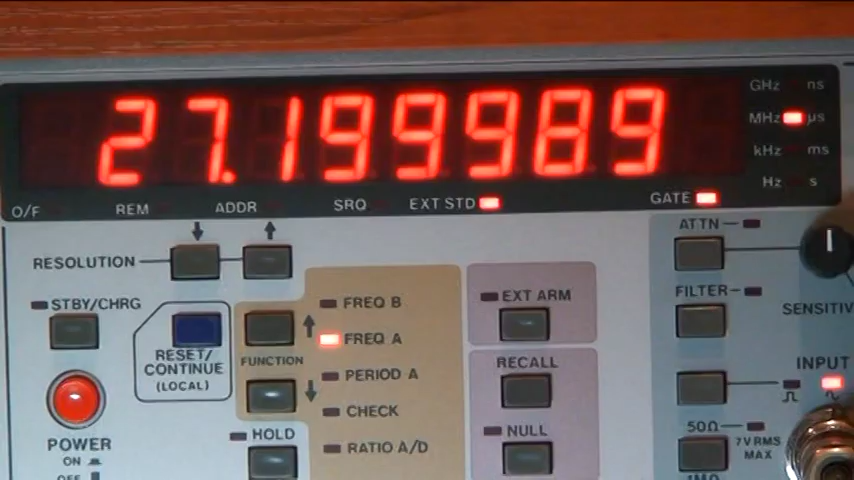 27.199989
GHz ns
MHz μs
kHz ms
Hz s
O/F REM ADDR SRQ EXT STD GATE
RESOLUTION
ATTN
STBY/CHRG
FREQ B
EXT ARM
FILTER
SENSITIV
RESET/
CONTINUE
(LOCAL)
FUNCTION
FREQ A
PERIOD A
RECALL
INPUT
CHECK
POWER
ON
OFF
HOLD
RATIO A/D
NULL
50Ω
7V RMS
MAX
1MΩ